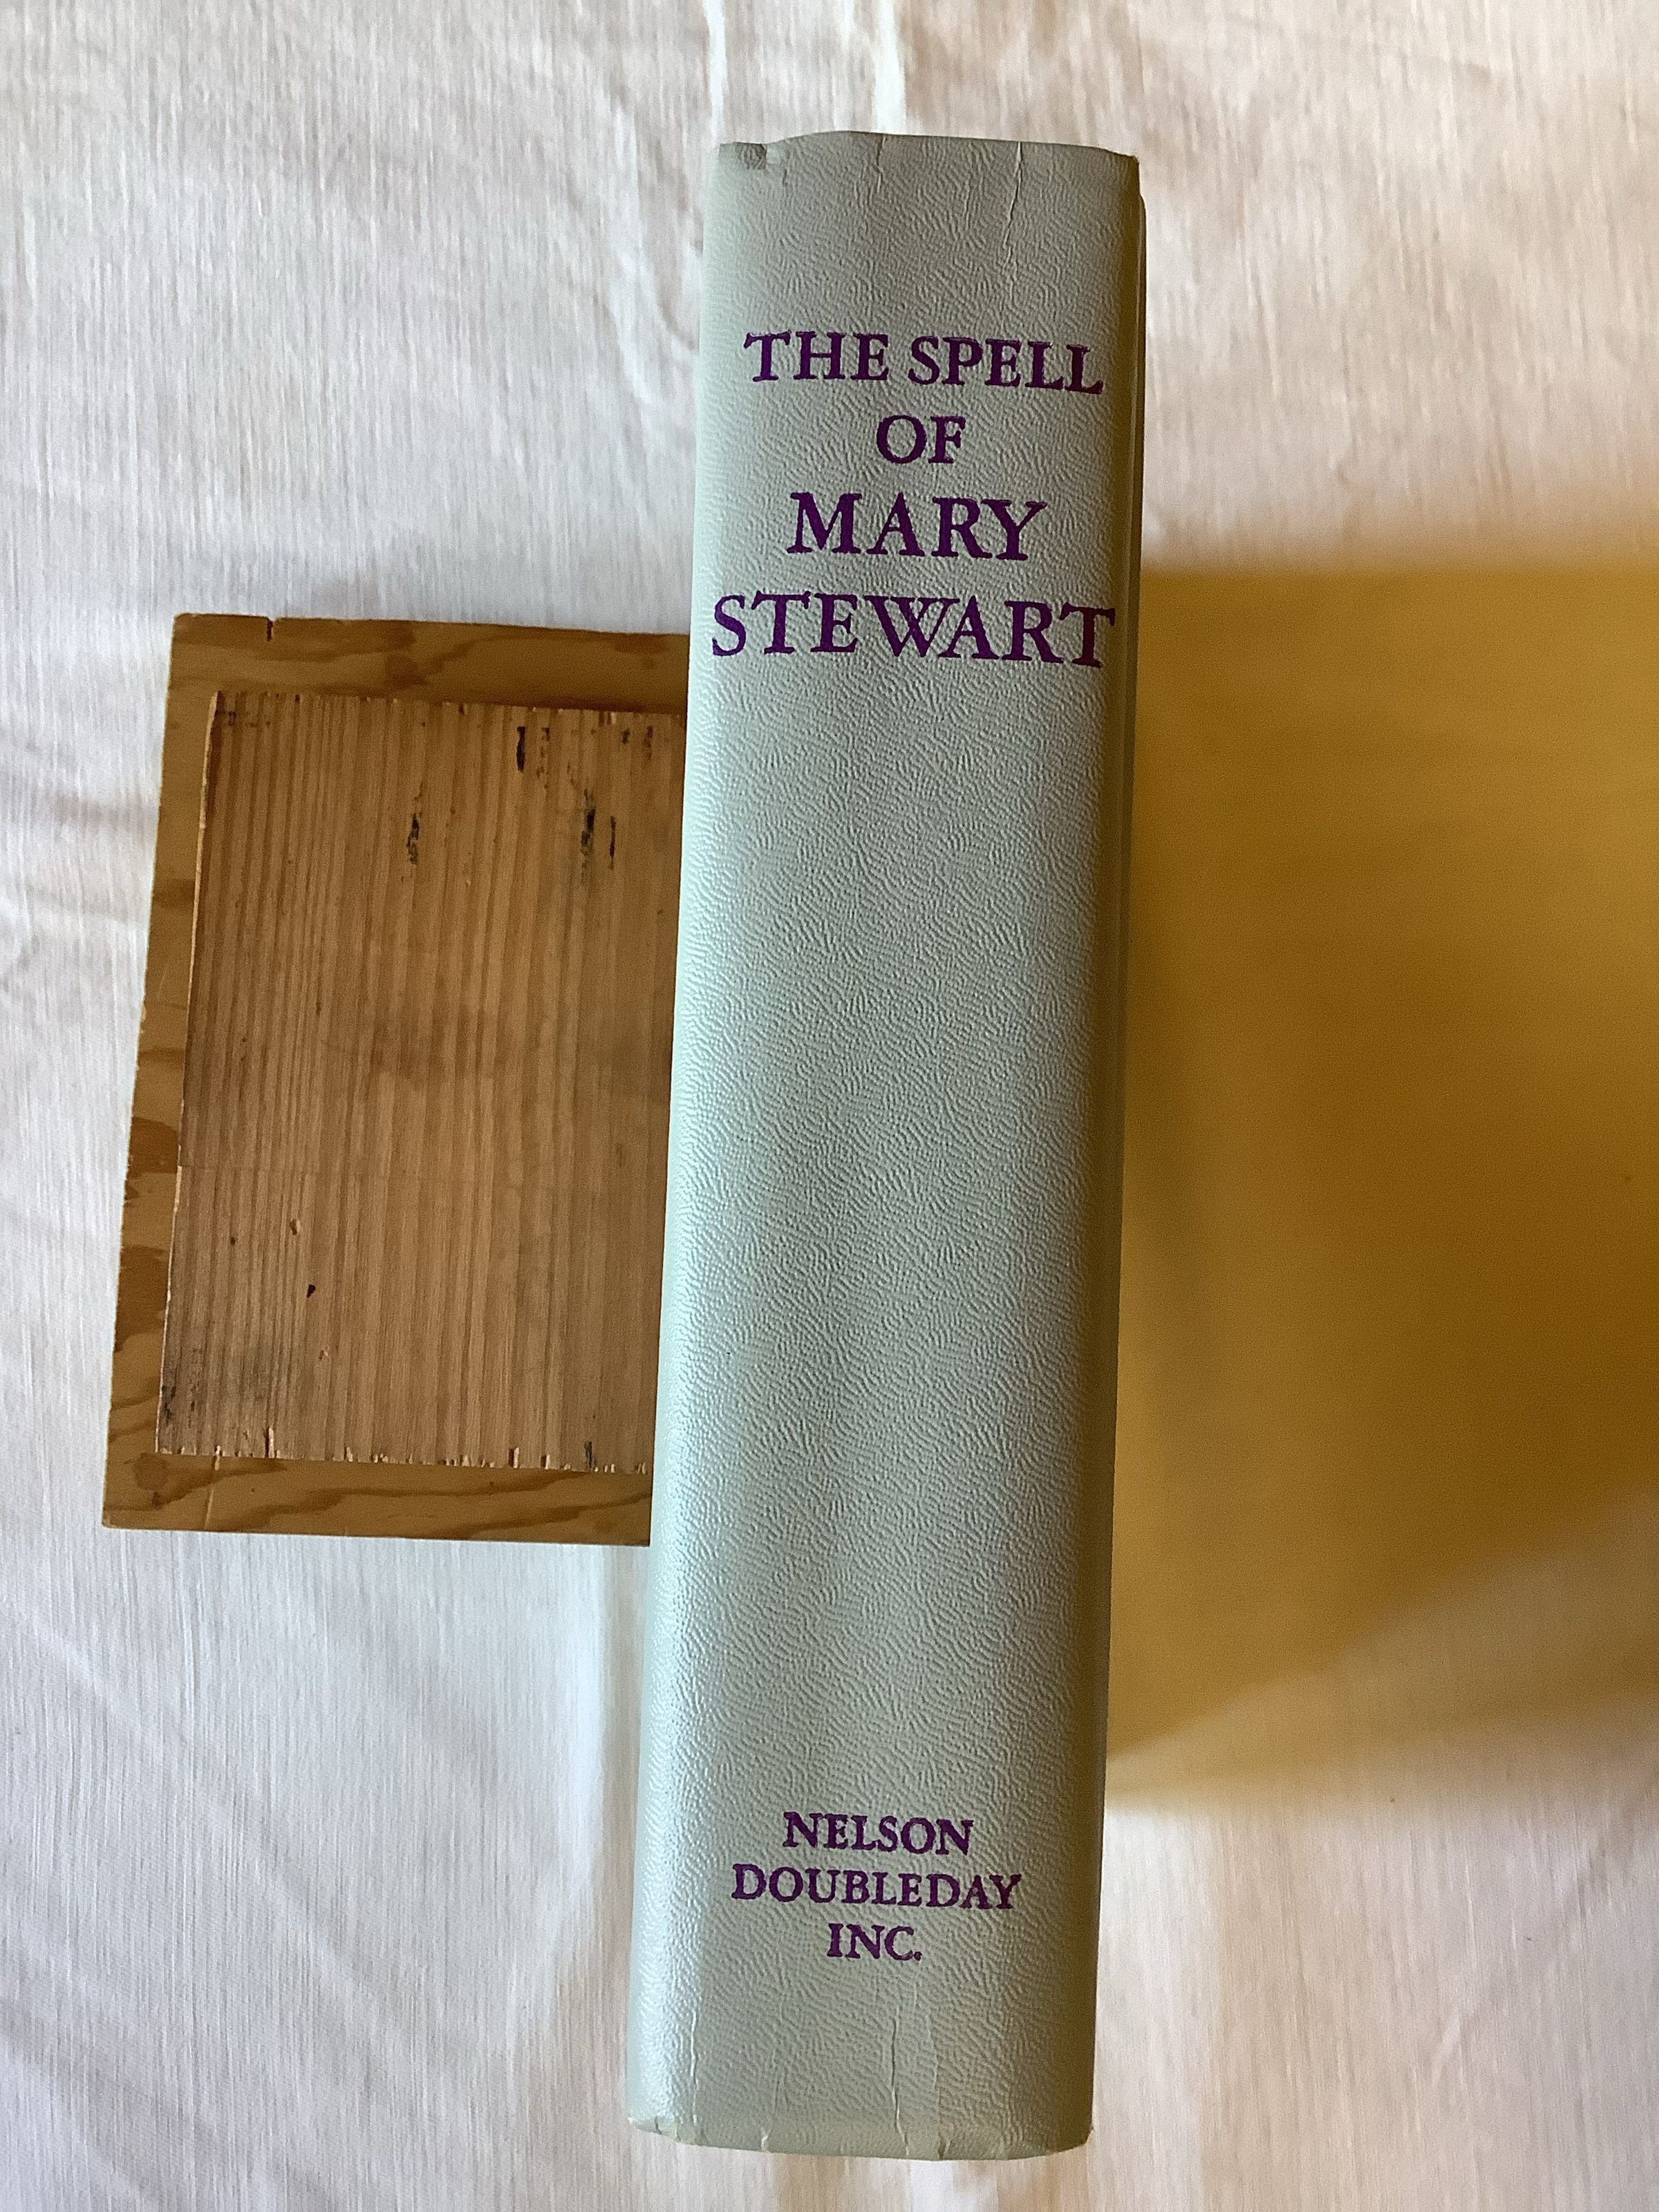 THE SPELL
OF
MARY
STEWART
NELSON
DOUBLEDAY
INC.